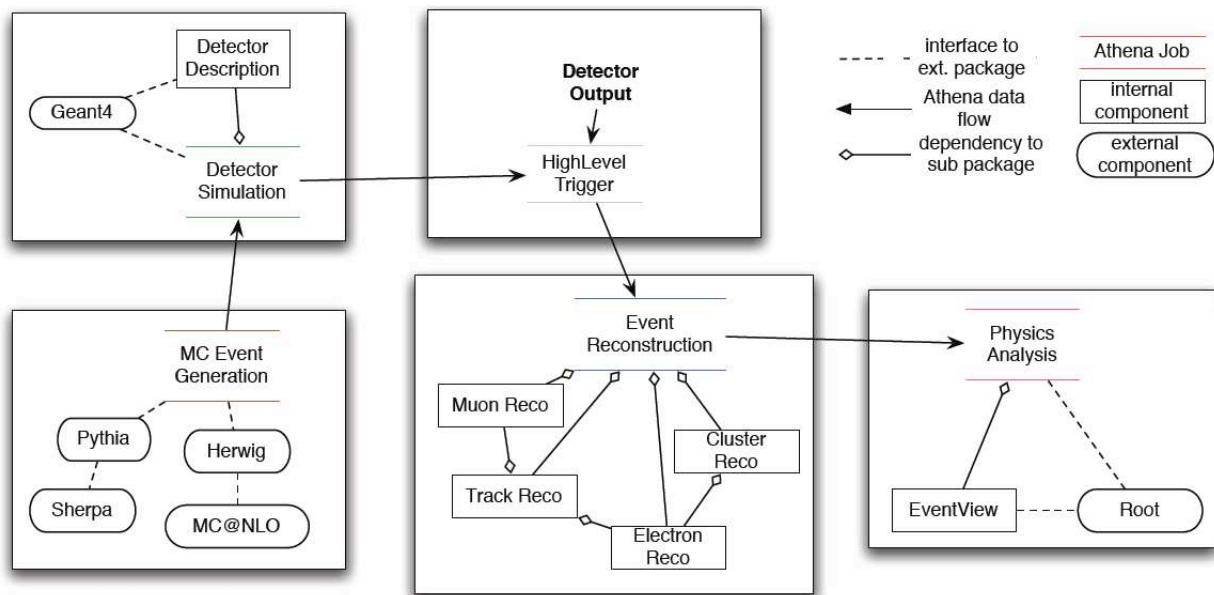 Detector
Description
Geant4
Detector
Simulation
Detector
Output
HighLevel
Trigger
interface to
ext. package
Athena data
flow
dependency to
sub package
Athena Job
internal
component
external
component
MC Event
Generation
Pythia
Herwig
Sherpa
MC@NLO
Event
Reconstruction
Muon Reco
Cluster
Reco
Track Reco
Electron
Reco
Physics
Analysis
EventView
Root